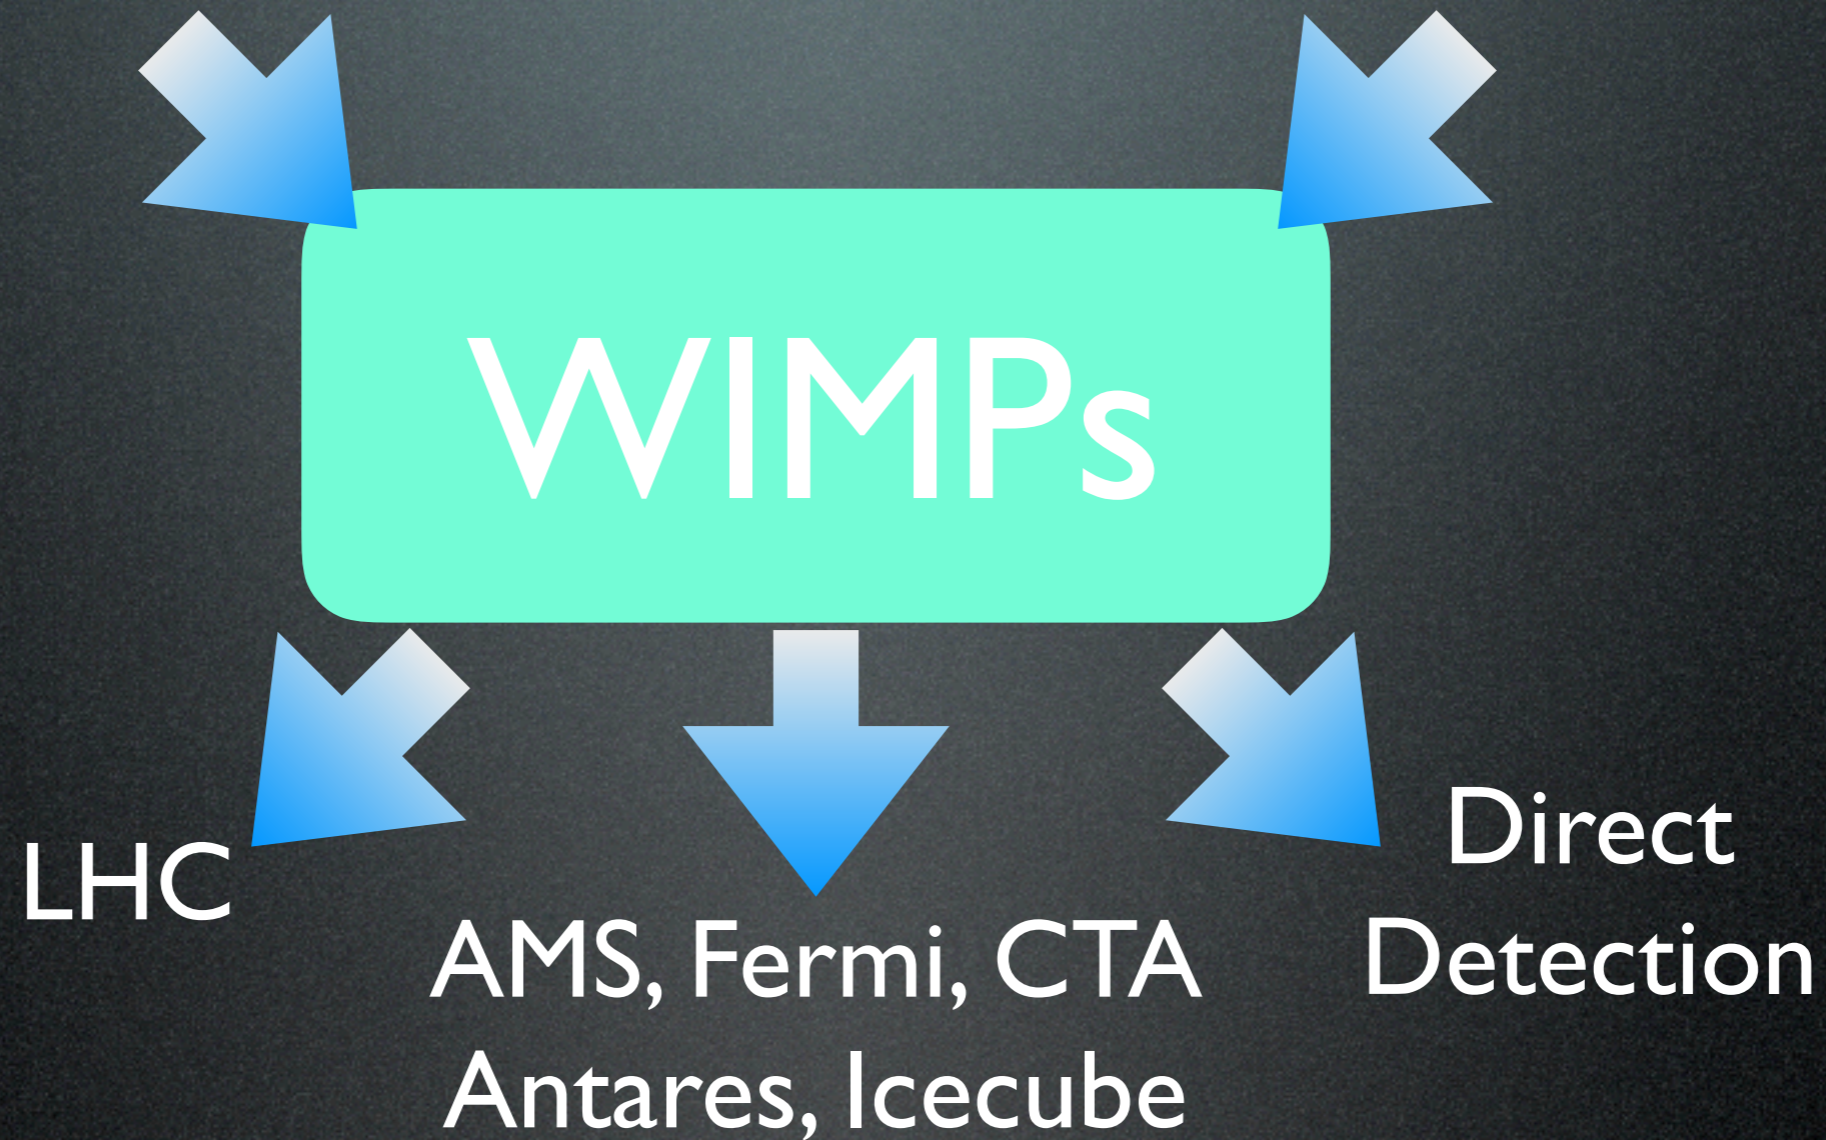 WIMPs
LHC
AMS, Fermi, CTA
Antares, Icecube
Direct
Detection